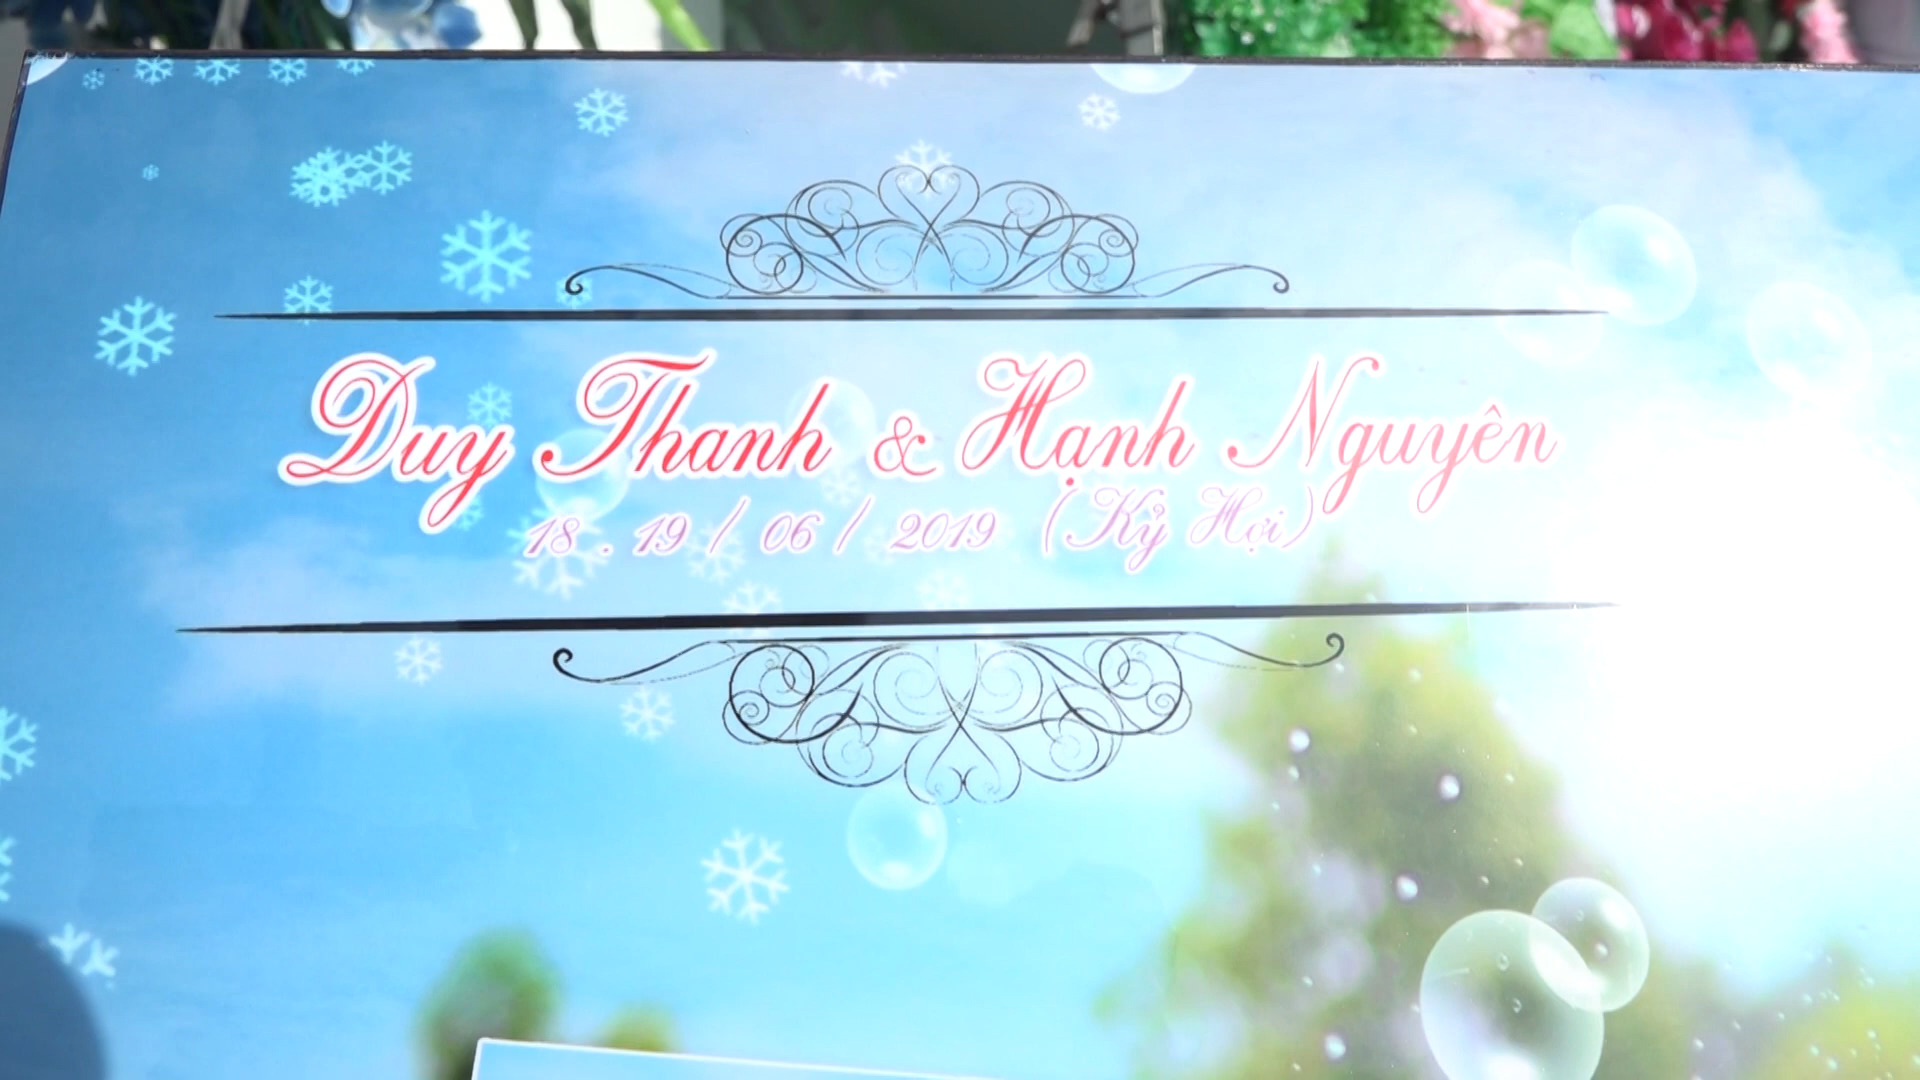 Duy Thanh & Hạnh Nguyên
18 . 19 / 06 / 2019 (Kỷ Hợi)